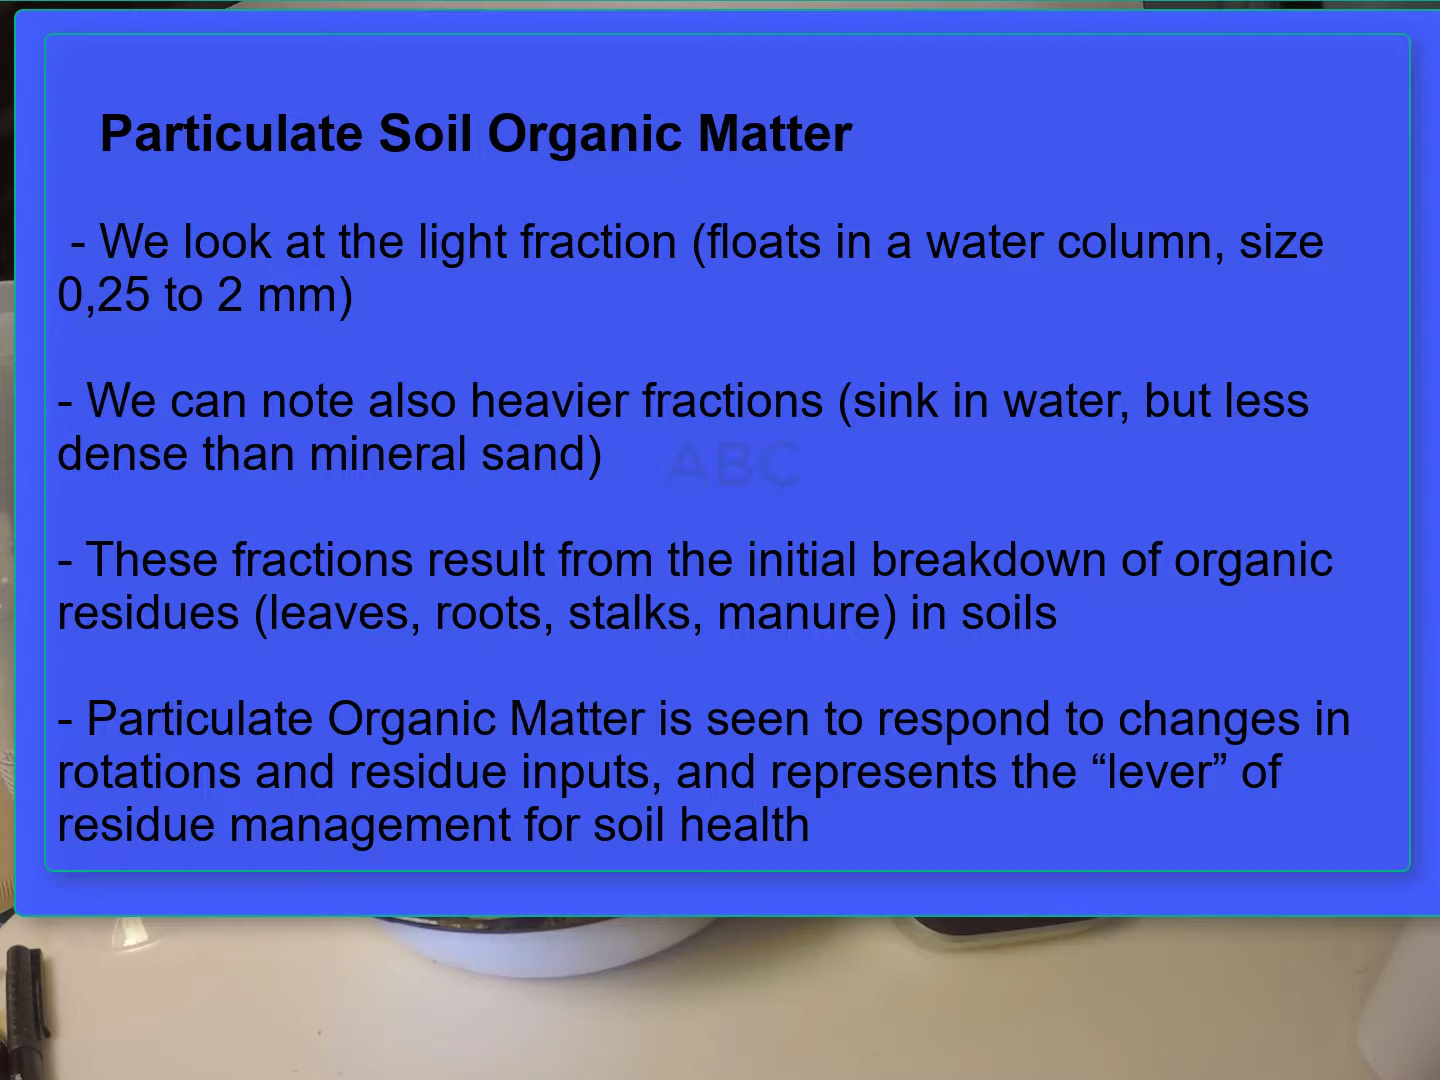 Particulate Soil Organic Matter
- We look at the light fraction (floats in a water column, size
0,25 to 2 mm)
- We can note also heavier fractions (sink in water, but less
dense than mineral sand)
ABC
- These fractions result from the initial breakdown of organic
residues (leaves, roots, stalks, manure) in soils
- Particulate Organic Matter is seen to respond to changes in
rotations and residue inputs, and represents the “lever” of
residue management for soil health